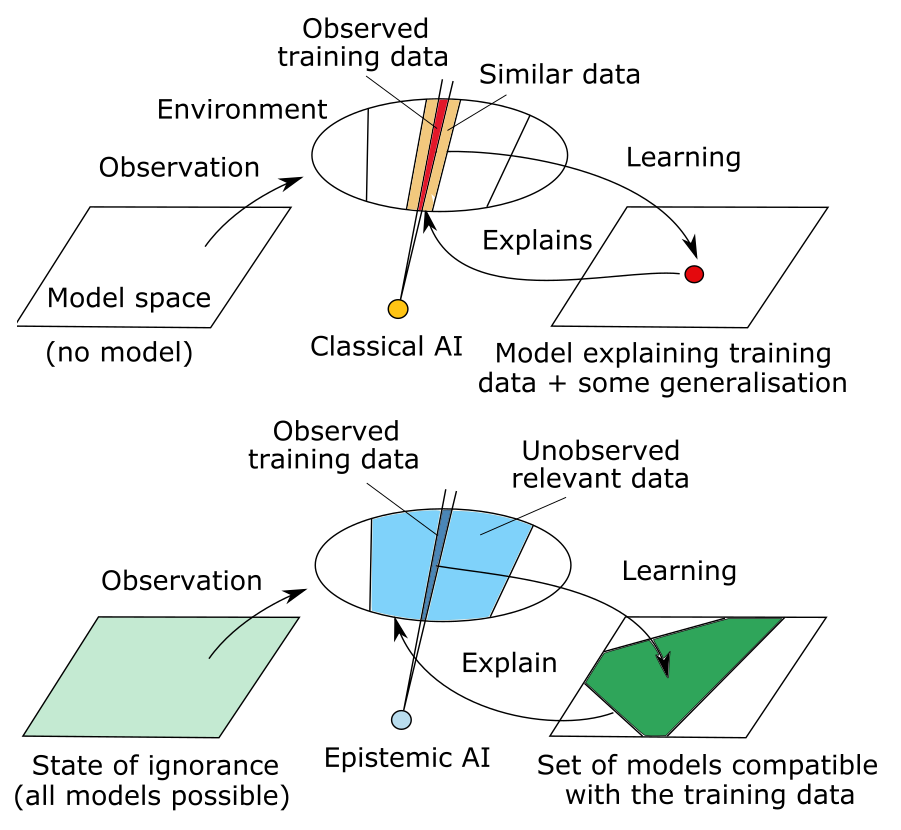 Observed
training data
Similar data
Environment
Observation
Learning
Explains
Model space
(no model)
Classical AI
Model explaining training
data + some generalisation
Observed
training data
Unobserved
relevant data
Observation
Learning
Explain
State of ignorance
(all models possible)
Epistemic AI
Set of models compatible
with the training data